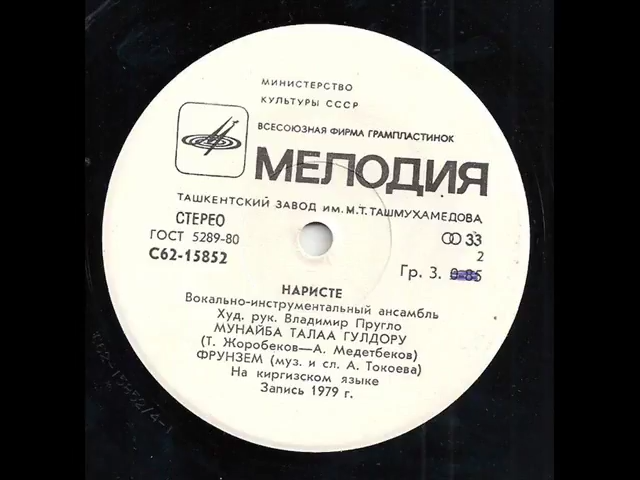 МИНИСТЕРСТВО
КУЛЬТУРЫ СССР
ВСЕСОЮЗНАЯ ФИРМА ГРАМПЛАСТИНОК
МЕЛОДИЯ
ТАШКЕНТСКИЙ ЗАВОД им. М.Т. ТАШМУХАМЕДОВА
СТЕРЕО
ГОСТ 5289-80
С62-15852
33
2
Гр. 3. 0-85
НАРИСТЕ
Вокально-инструментальный ансамбль
Худ. рук. Владимир Пругло
МУНАЙБА ТАЛАА ГУЛДОРУ
(Т. Жоробеков—А. Медетбеков)
ФРУНЗЕМ (муз. и сл. А. Токоева)
На киргизском языке
Запись 1979 г.